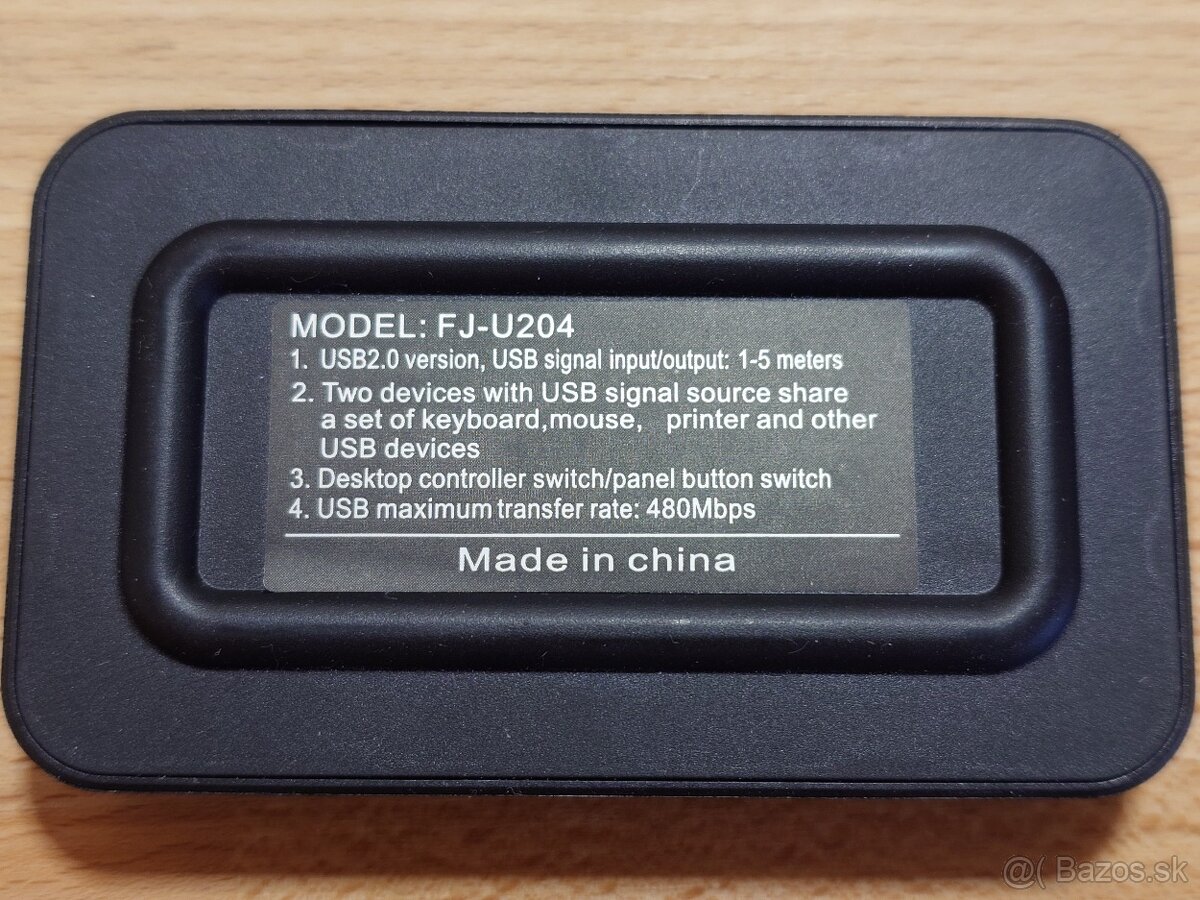 MODEL: FJ-U204
1. USB2.0 version, USB signal input/output: 1-5 meters
2. Two devices with USB signal source share
a set of keyboard,mouse, printer and other
USB devices
3. Desktop controller switch/panel button switch
4. USB maximum transfer rate: 480Mbps
Made in china
@( Bazos.sk